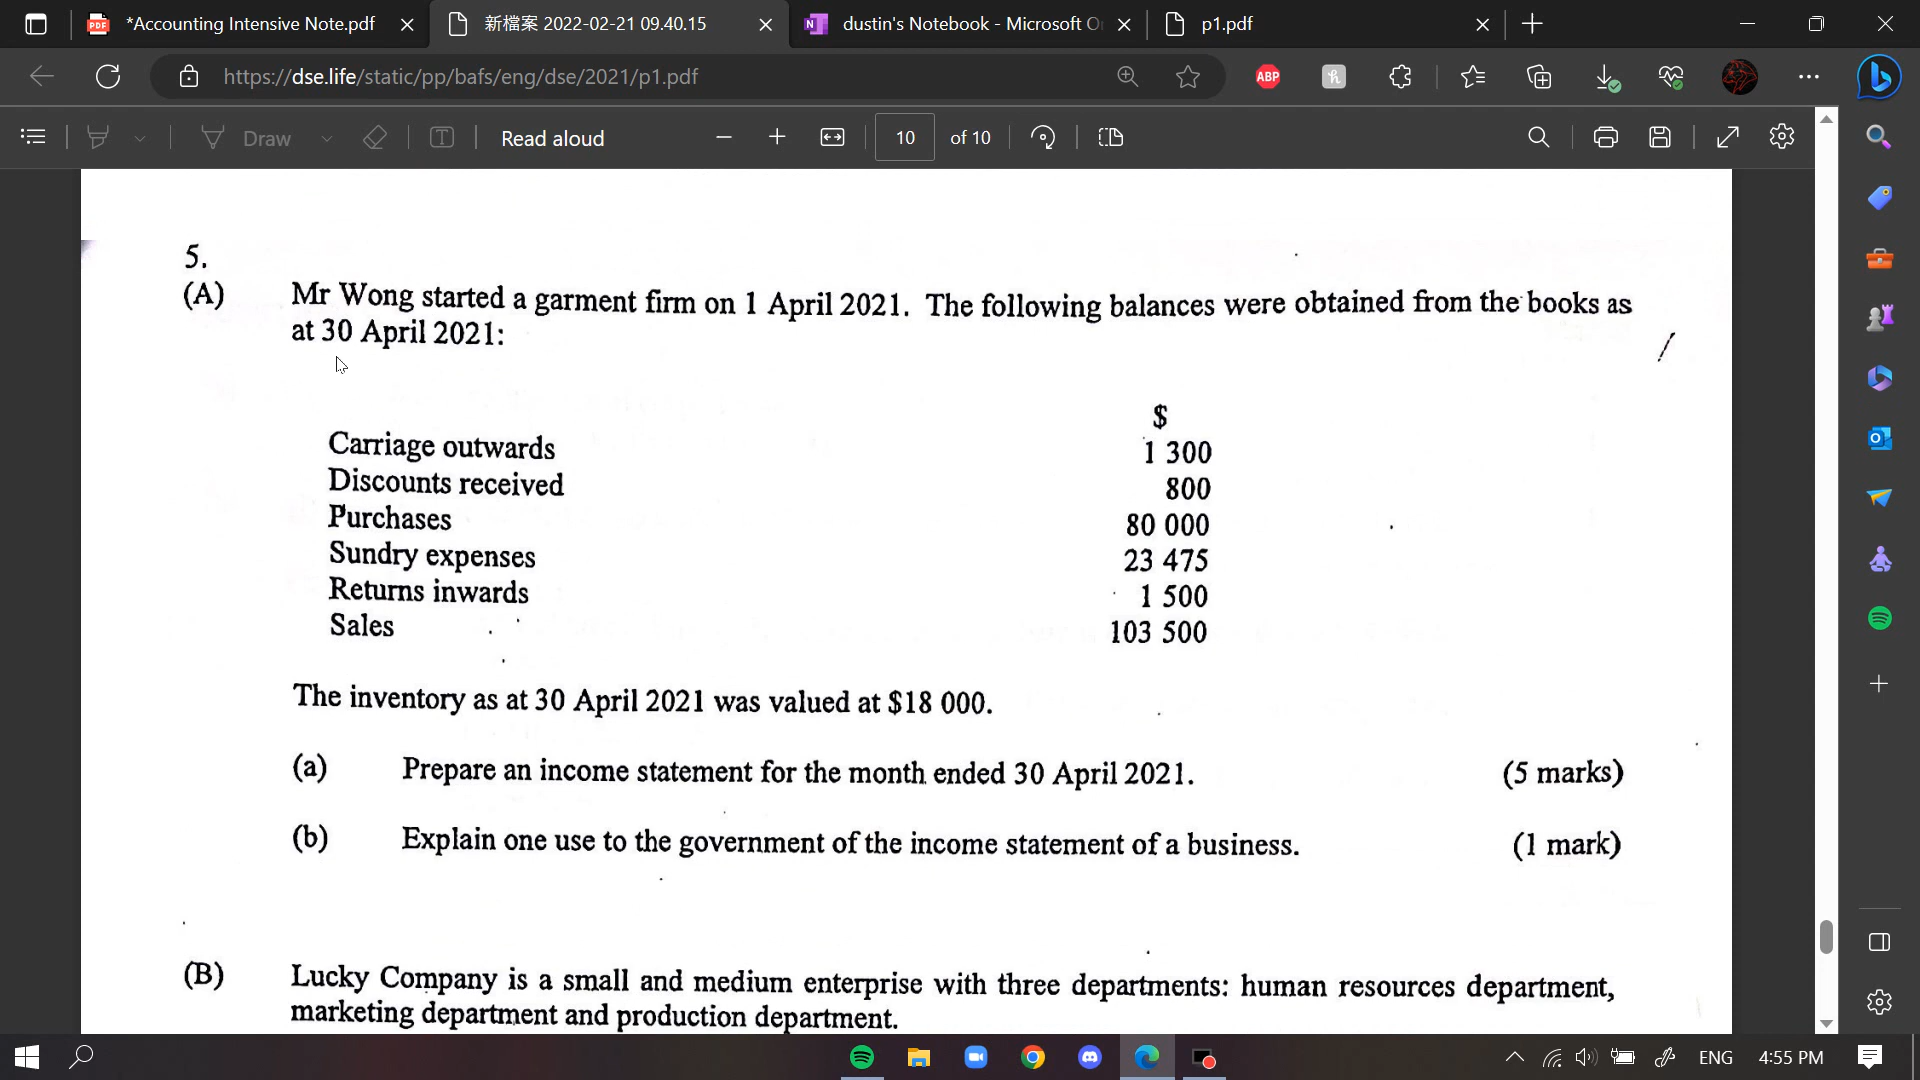 *Accounting Intensive Note.pdf
新檔案 2022-02-21 09.40.15
dustin's Notebook - Microsoft O
p1.pdf
https://dse.life/static/pp/bafs/eng/dse/2021/p1.pdf
ABP
Draw
Read aloud
10 of 10
5.
(A) Mr Wong started a garment firm on 1 April 2021. The following balances were obtained from the books as
at 30 April 2021:
$
Carriage outwards 1 300
Discounts received 800
Purchases 80 000
Sundry expenses 23 475
Returns inwards 1 500
Sales 103 500
The inventory as at 30 April 2021 was valued at $18 000.
(a) Prepare an income statement for the month ended 30 April 2021. (5 marks)
(b) Explain one use to the government of the income statement of a business. (1 mark)
(B) Lucky Company is a small and medium enterprise with three departments: human resources department,
marketing department and production department.
ENG 4:55 PM